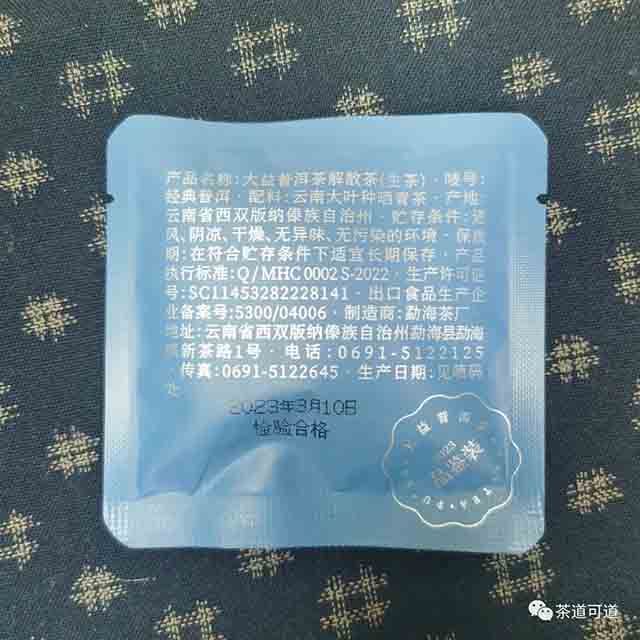 产品名称:大益普洱茶解散茶(生茶)·唛号:
经典普洱·配料:云南大叶种晒青茶·产地:
云南省西双版纳傣族自治州·贮存条件:通
风、阴凉、干燥、无异味、无污染的环境·保质
期:在符合贮存条件下适宜长期保存·产品
执行标准:Q/MHC 0002 S-2022·生产许可证
号:SC11453282228141·出口食品生产企
业备案号:5300/04006·制造商:勐海茶厂
地址:云南省西双版纳傣族自治州勐海县勐海
镇新茶路1号·电话:0691-5122125
·传真:0691-5122645·生产日期:见喷码
处
2023年3月10日
检验合格
茶道可道